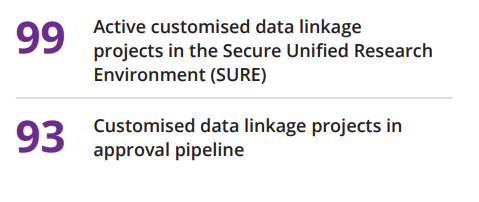 99
Active customised data linkage
projects in the Secure Unified Research
Environment (SURE)
93
Customised data linkage projects in
approval pipeline